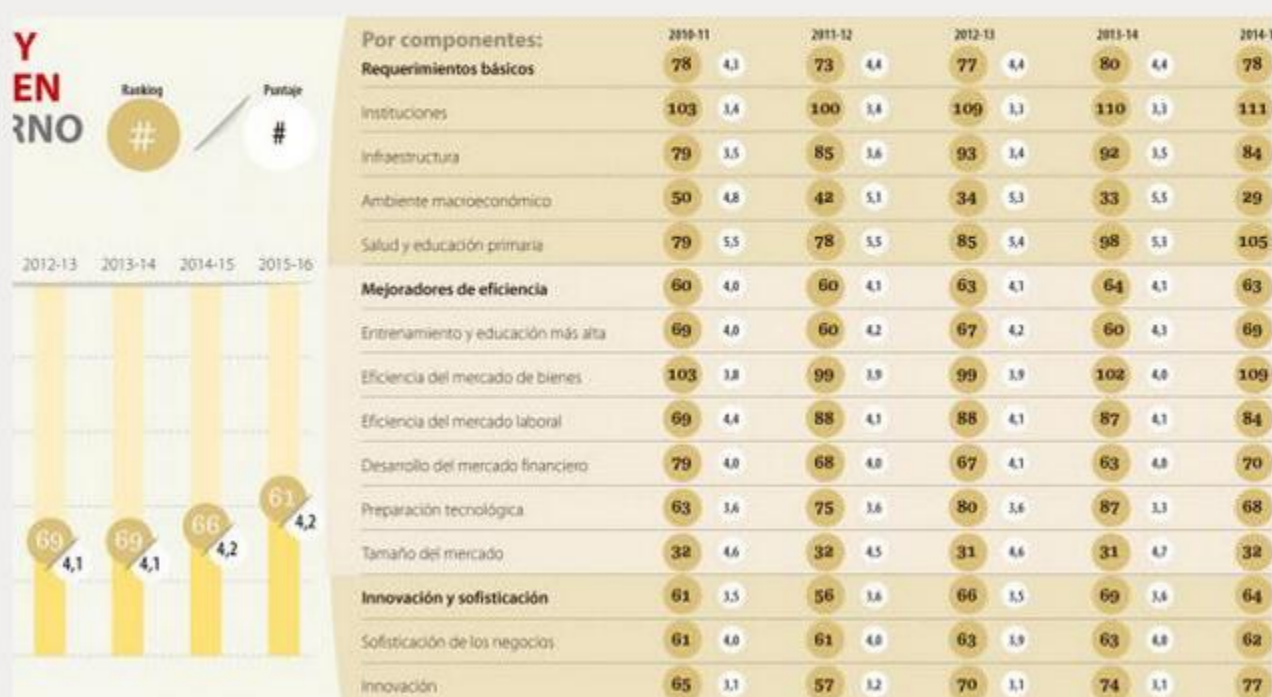 Y
EN
RNO
Ranking
Puntaje
#
#
2012-13 2013-14 2014-15 2015-16
69 4,1
69 4,1
66 4,2
61 4,2
Por componentes: 2010-11 2011-12 2012-13 2013-14 2014-1
Requerimientos básicos 78 4,3 73 4,4 77 4,4 80 4,4 78
Instituciones 103 3,4 100 3,4 109 3,3 110 3,3 111
Infraestructura 79 3,5 85 3,6 93 3,4 92 3,5 84
Ambiente macroeconómico 50 4,8 42 5,1 34 5,3 33 5,5 29
Salud y educación primaria 79 5,5 78 5,5 85 5,4 98 5,3 105
Mejoradores de eficiencia 60 4,0 60 4,1 63 4,1 64 4,1 63
Entrenamiento y educación más alta 69 4,0 60 4,2 67 4,2 60 4,3 69
Eficiencia del mercado de bienes 103 3,8 99 3,9 99 3,9 102 4,0 109
Eficiencia del mercado laboral 69 4,4 88 4,1 88 4,1 87 4,1 84
Desarrollo del mercado financiero 79 4,0 68 4,0 67 4,1 63 4,0 70
Preparación tecnológica 63 3,6 75 3,6 80 3,6 87 3,3 68
Tamaño del mercado 32 4,6 32 4,5 31 4,6 31 4,7 32
Innovación y sofisticación 61 3,5 56 3,6 66 3,5 69 3,6 64
Sofisticación de los negocios 61 4,0 61 4,0 63 3,9 63 4,0 62
Innovación 65 3,1 57 3,2 70 3,1 74 3,1 77